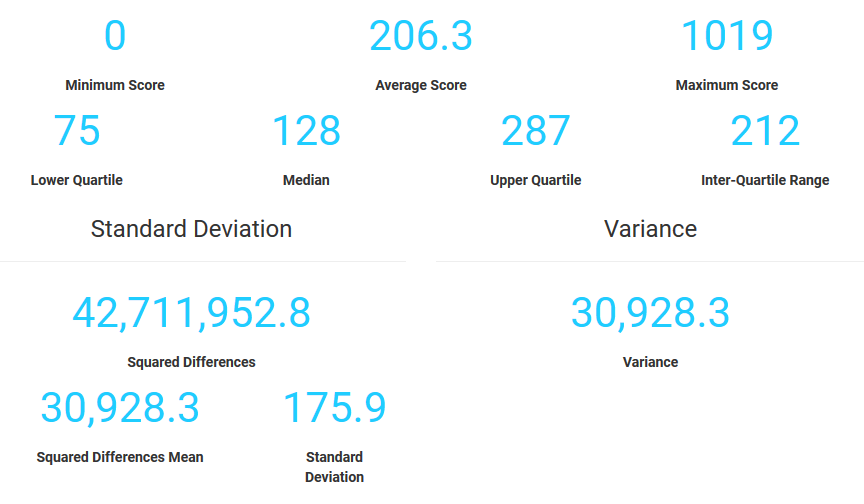 0
206.3
1019
Minimum Score
Average Score
Maximum Score
75
128
287
212
Lower Quartile
Median
Upper Quartile
Inter-Quartile Range
Standard Deviation
Variance
42,711,952.8
30,928.3
Squared Differences
Variance
30,928.3
175.9
Squared Differences Mean
Standard
Deviation